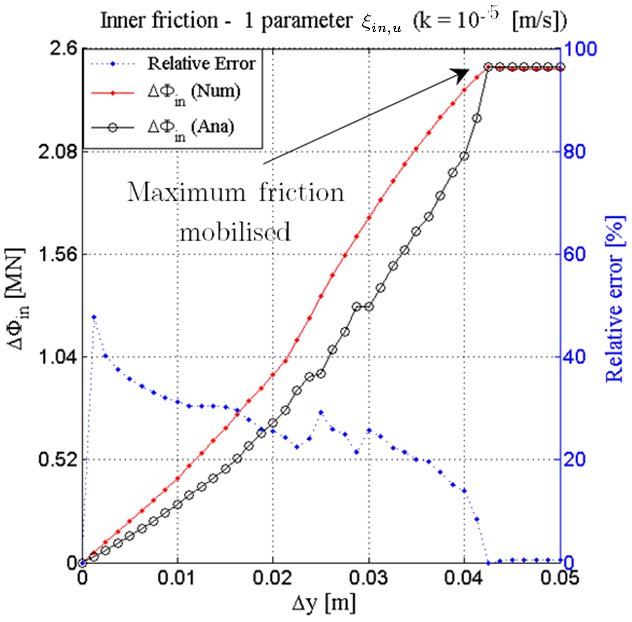 Inner friction - 1 parameter ξin,u (k = 10-5 [m/s])
2.6
100
Relative Error
ΔΦin (Num)
ΔΦin (Ana)
2.08
80
Maximum friction
mobilised
1.56
60
ΔΦin [MN]
Relative error [%]
1.04
40
0.52
20
0
0
0
0.01
0.02
0.03
0.04
0.05
Δy [m]